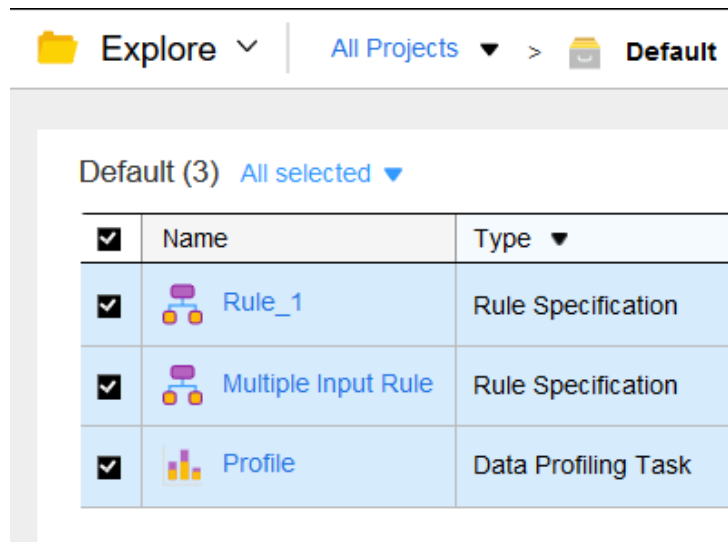 Explore All Projects > Default
Default (3) All selected
Name Type
Rule_1 Rule Specification
Multiple Input Rule Rule Specification
Profile Data Profiling Task